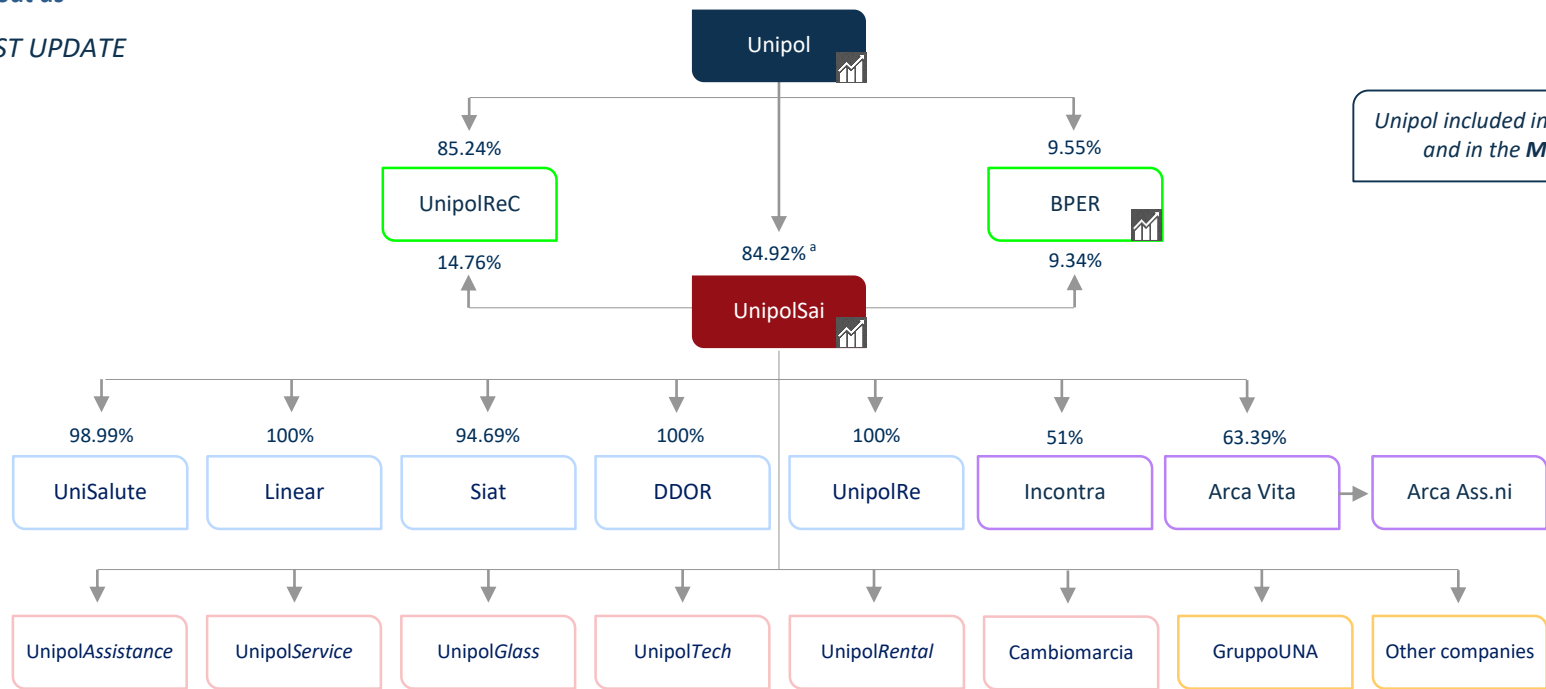 ST UPDATE
Unipol
Unipol included in
and in the M
85.24%
9.55%
UnipolReC
BPER
14.76%
84.92% a
9.34%
UnipolSai
98.99%
100%
94.69%
100%
100%
51%
63.39%
UniSalute
Linear
Siat
DDOR
UnipolRe
Incontra
Arca Vita
Arca Ass.ni
UnipolAssistance
UnipolService
UnipolGlass
UnipolTech
UnipolRental
Cambiomarcia
GruppoUNA
Other companies